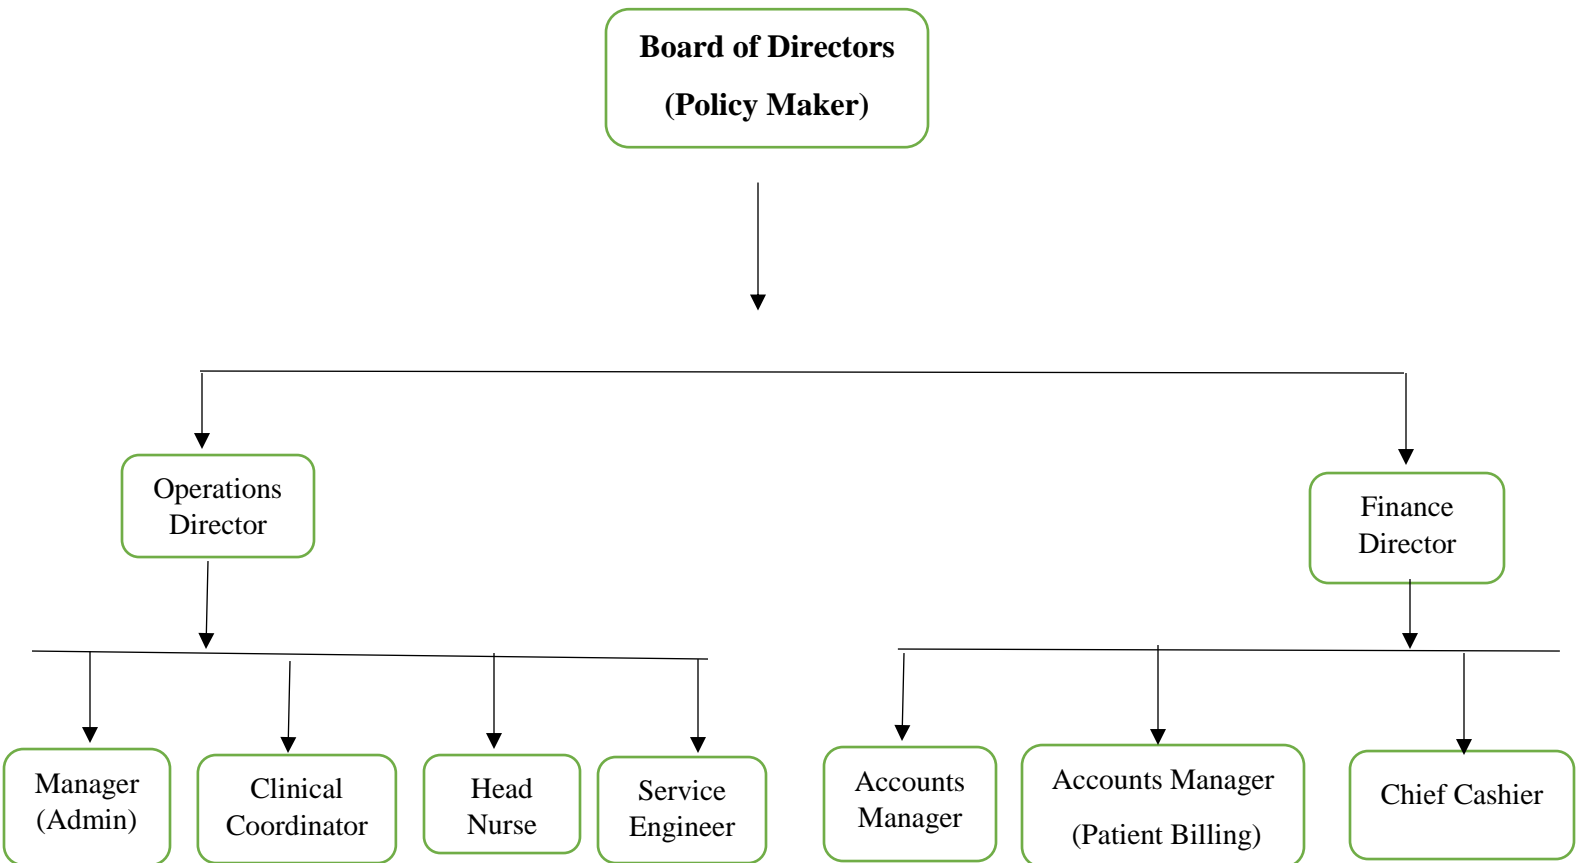 Board of Directors
(Policy Maker)
Operations
Director
Finance
Director
Manager
(Admin)
Clinical
Coordinator
Head
Nurse
Service
Engineer
Accounts
Manager
Accounts Manager
(Patient Billing)
Chief Cashier